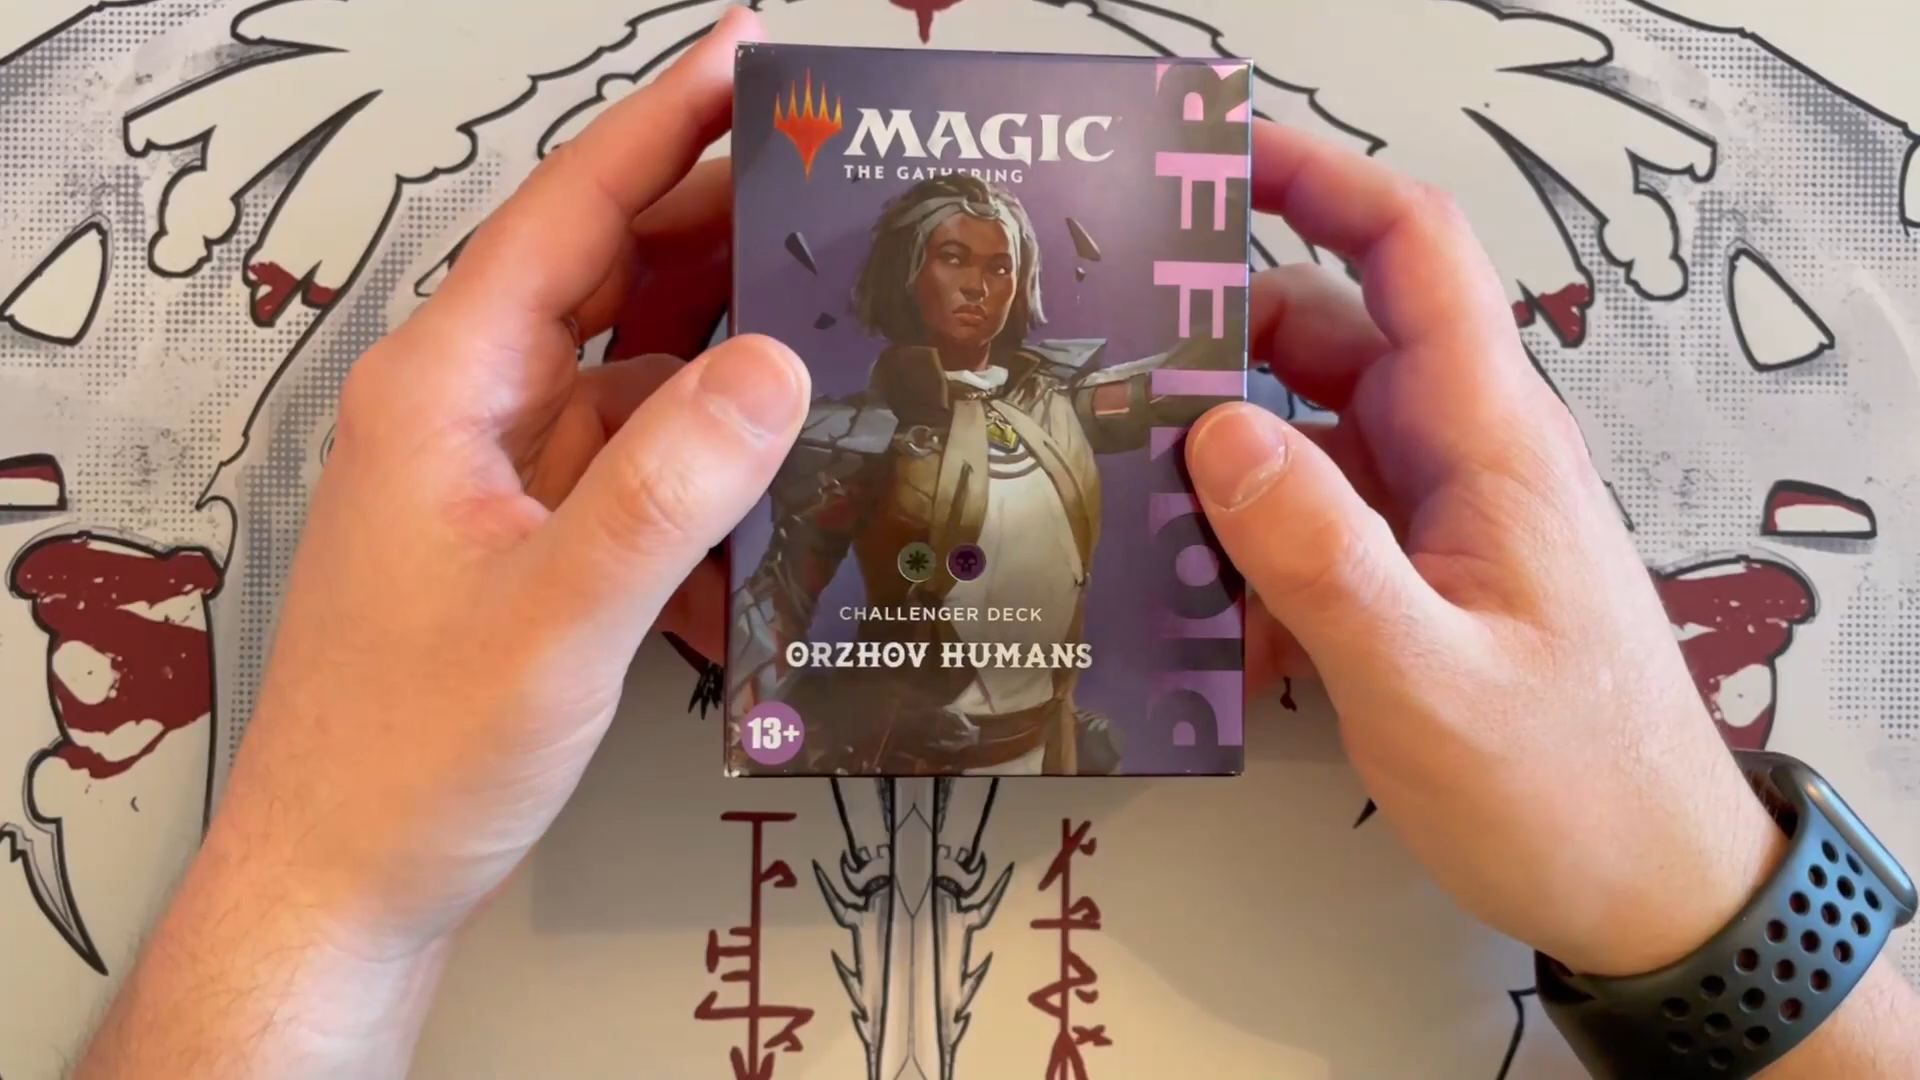 MAGIC
THE GATHERING
PIONEER
CHALLENGER DECK
ORZHOV HUMANS
13+